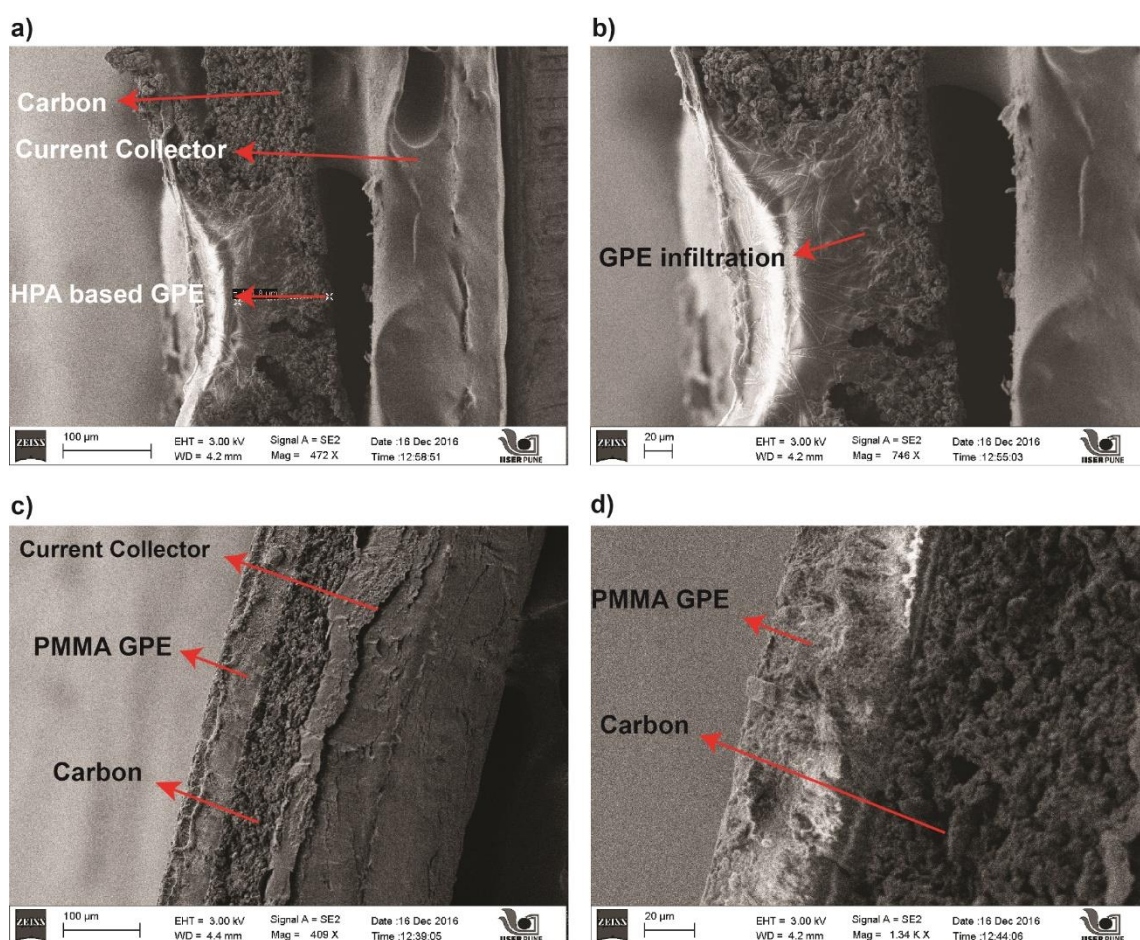 a)
Carbon
Current Collector
HPA based GPE
ZEISS
100 µm
EHT = 3.00 kV
WD = 4.2 mm
Signal A = SE2
Mag = 472 X
Date :16 Dec 2016
Time :12:58:51
IISER PUNE
b)
GPE infiltration
ZEISS
20 µm
EHT = 3.00 kV
WD = 4.2 mm
Signal A = SE2
Mag = 746 X
Date :16 Dec 2016
Time :12:55:03
IISER PUNE
c)
Current Collector
PMMA GPE
Carbon
ZEISS
100 µm
EHT = 3.00 kV
WD = 4.4 mm
Signal A = SE2
Mag = 409 X
Date :16 Dec 2016
Time :12:39:05
d)
PMMA GPE
Carbon
ZEISS
20 µm
EHT = 3.00 kV
WD = 4.2 mm
Signal A = SE2
Mag = 1.34 K X
Date :16 Dec 2016
Time :12:44:06